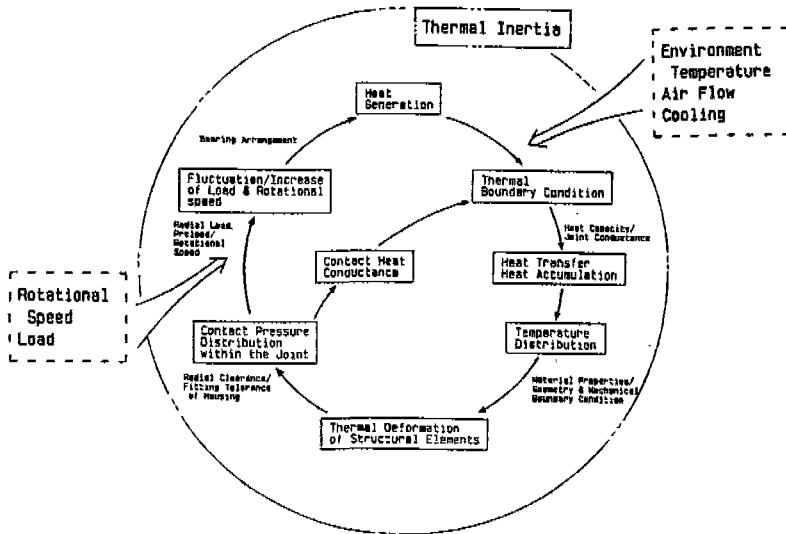 Thermal Inertia
Environment
Temperature
Air Flow
Cooling
Heat
Generation
Bearing Arrangement
Fluctuation/Increase
of Load & Rotational
speed
Thermal
Boundary Condition
Radial Load,
Preload/
Rotational
Speed
Heat Capacity/
Joint Conductance
Contact Heat
Conductance
Heat Transfer
Heat Accumulation
Rotational
Speed
Load
Contact Pressure
Distribution
within the Joint
Temperature
Distribution
Radial Clearance/
Fitting Tolerance
of Housing
Material Properties/
Geometry & Mechanical
Boundary Condition
Thermal Deformation
of Structural Elements